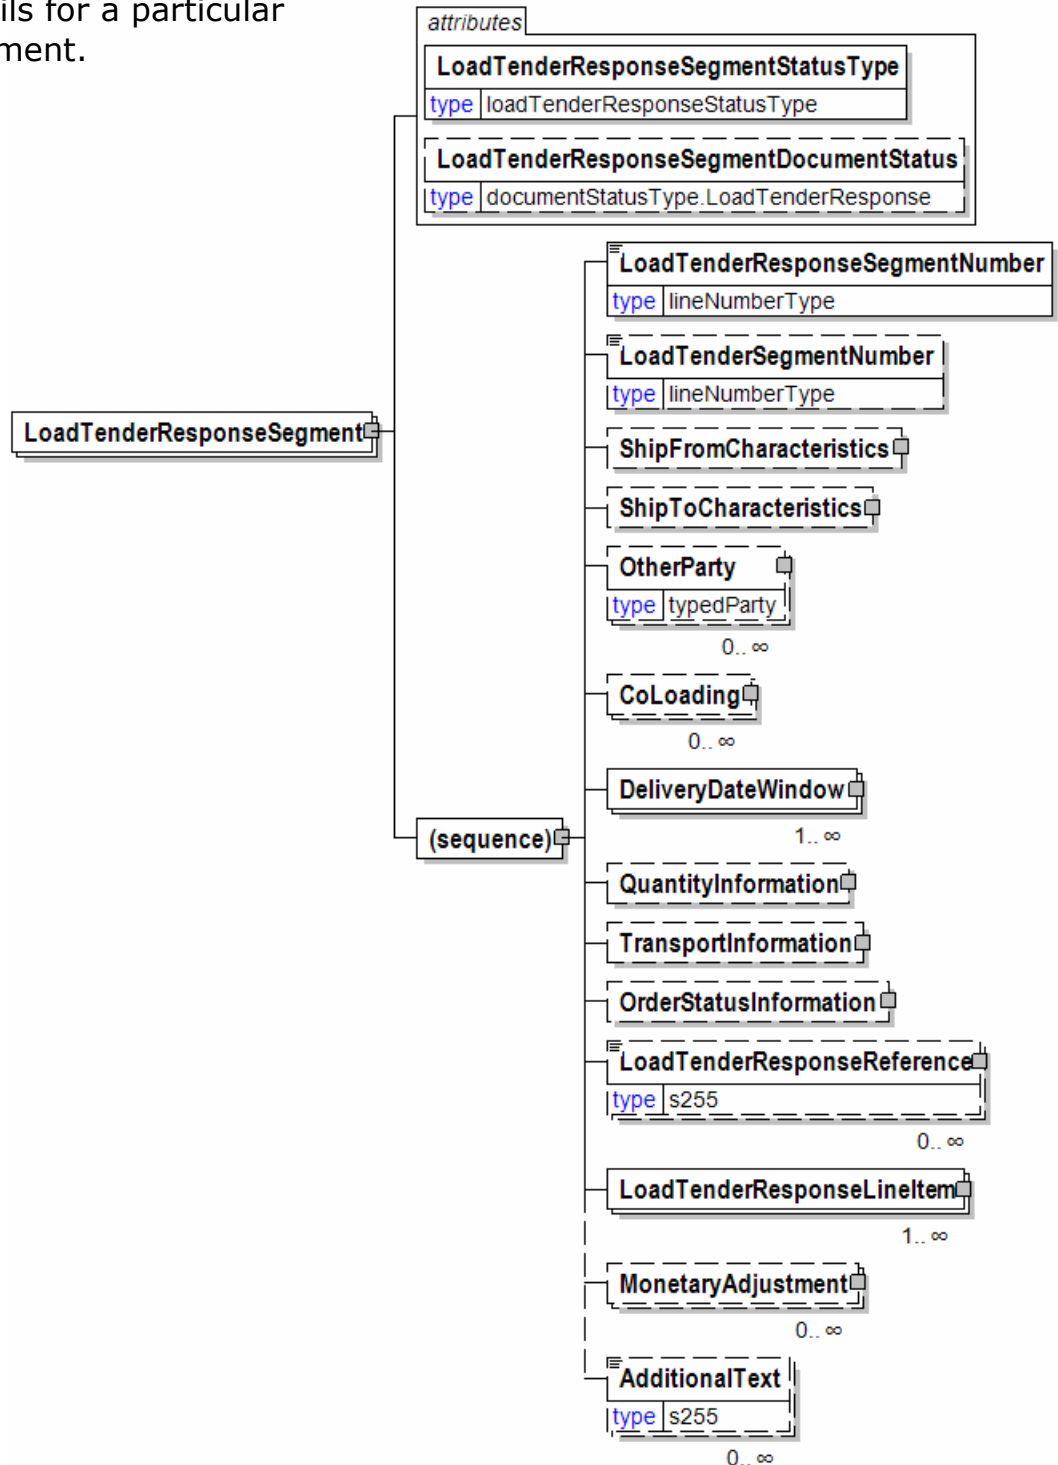 ils for a particular
ment.
attributes
LoadTenderResponseSegmentStatusType
type loadTenderResponseStatusType
LoadTenderResponseSegmentDocumentStatus
type documentStatusType.LoadTenderResponse
LoadTenderResponseSegmentNumber
type lineNumberType
LoadTenderSegmentNumber
type lineNumberType
LoadTenderResponseSegment
ShipFromCharacteristics
ShipToCharacteristics
OtherParty
type typedParty
0.. ∞
CoLoading
0.. ∞
DeliveryDateWindow
1.. ∞
(sequence)
QuantityInformation
TransportInformation
OrderStatusInformation
LoadTenderResponseReference
type s255
0.. ∞
LoadTenderResponseLineItem
1.. ∞
MonetaryAdjustment
0.. ∞
AdditionalText
type s255
0.. ∞